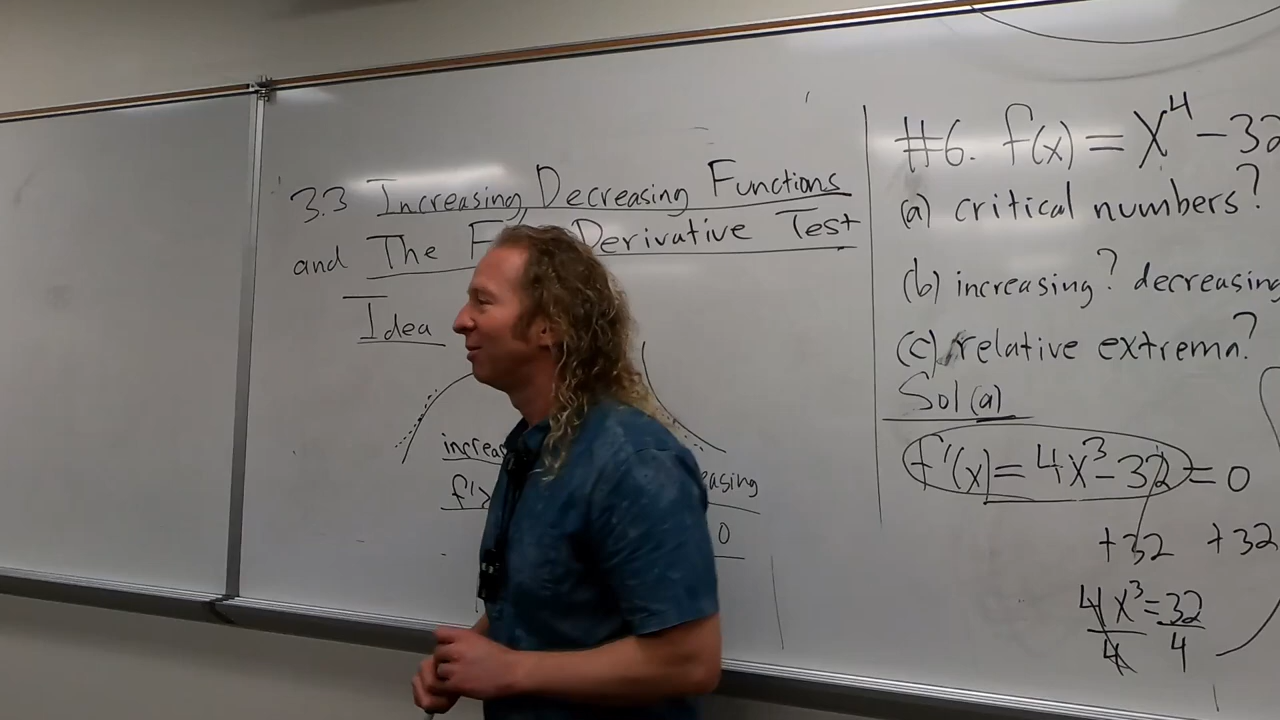 3.3 Increasing, Decreasing Functions
and The F Derivative Test
Idea
increas
f'(x
easing
0
#6. f(x) = X⁴ - 32
(a) critical numbers?
(b) increasing? decreasing
(c) relative extrema?
Sol (a)
f'(x) = 4x³ - 32 = 0
+32 +32
4x³ = 32
4 4